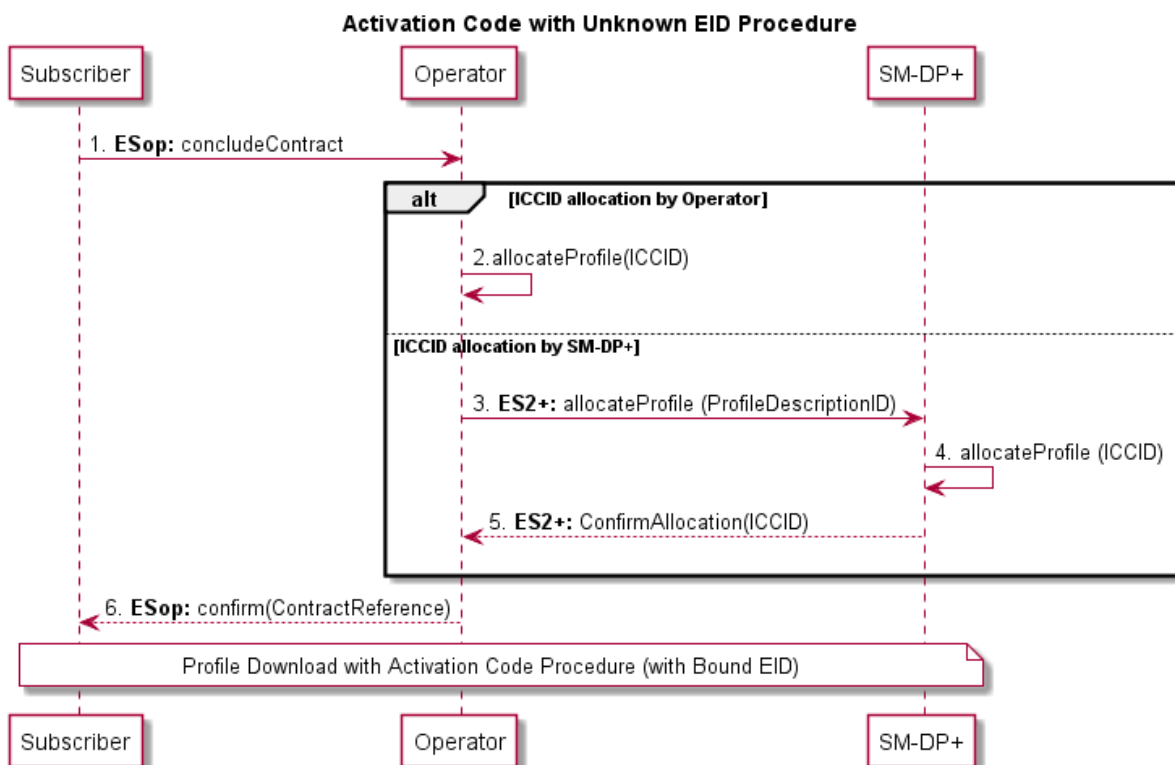 Activation Code with Unknown EID Procedure
Subscriber
Operator
SM-DP+
1. ESop: concludeContract
alt
[ICCID allocation by Operator]
2.allocateProfile(ICCID)
[ICCID allocation by SM-DP+]
3. ES2+: allocateProfile (ProfileDescriptionID)
4. allocateProfile (ICCID)
5. ES2+: ConfirmAllocation(ICCID)
6. ESop: confirm(ContractReference)
Profile Download with Activation Code Procedure (with Bound EID)
Subscriber
Operator
SM-DP+